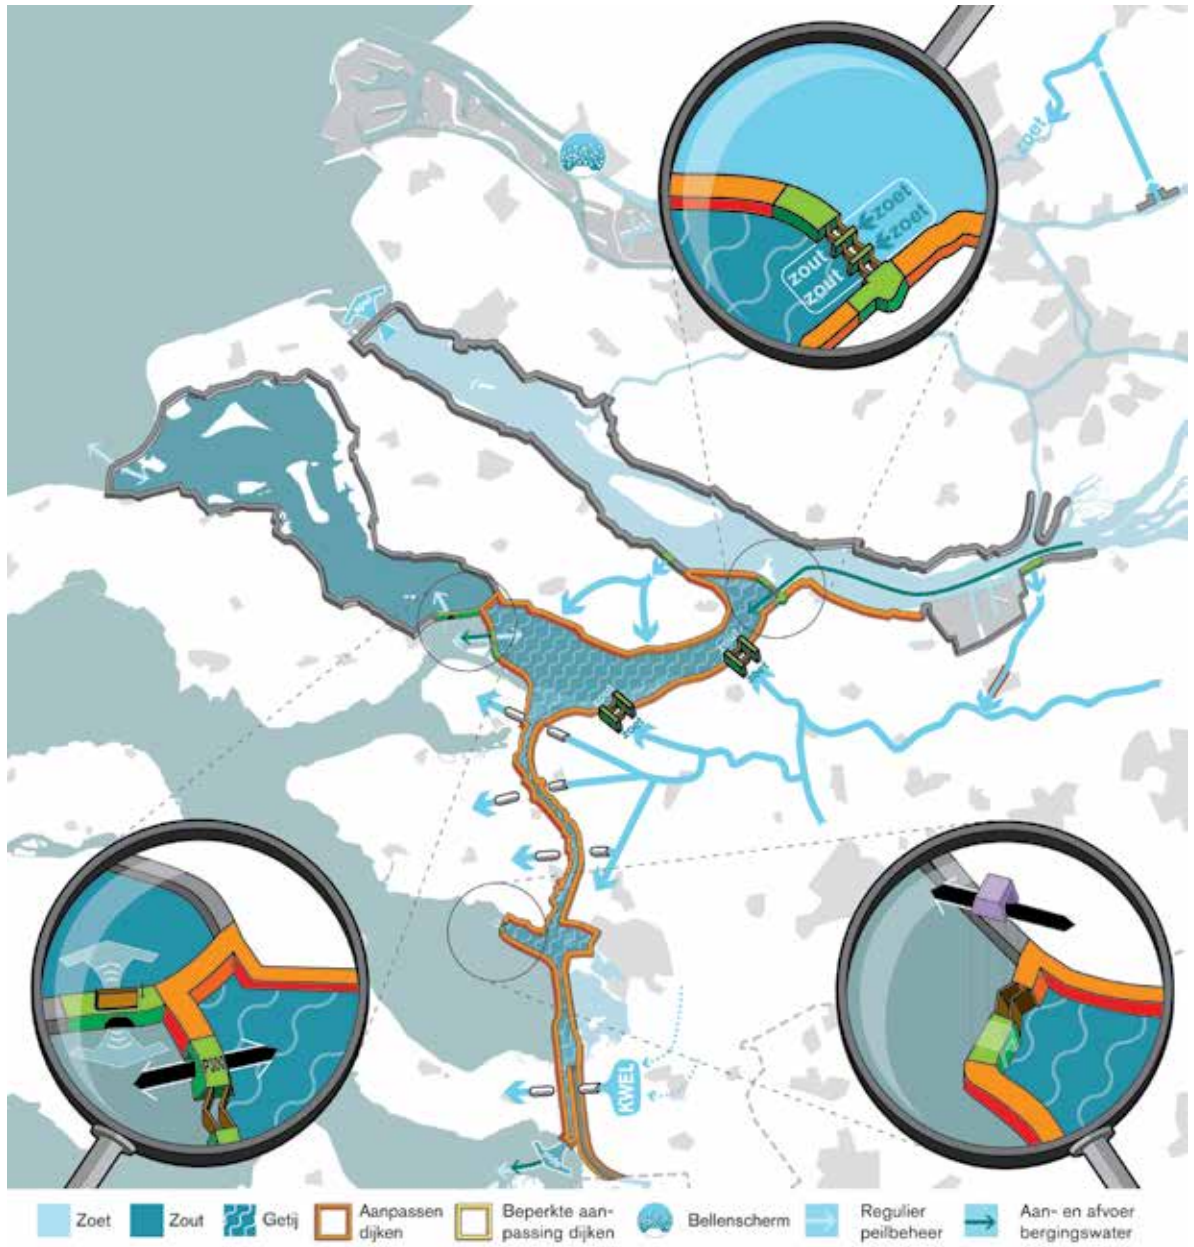 zoet
zoet
zoet
zout
zout
zoet
KWEL
Zoet
Zout
Getij
Aanpassen
dijken
Beperkte aan-
passing dijken
Bellenscherm
Regulier
peilbeheer
Aan- en afvoer
bergingswater